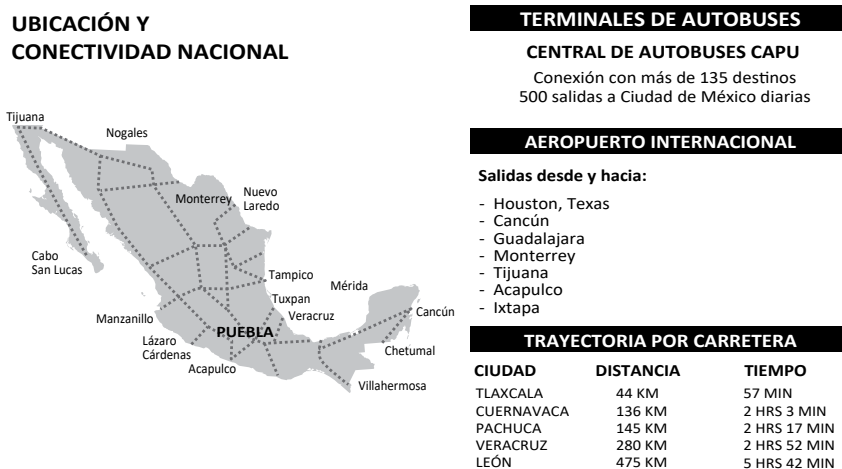 UBICACIÓN Y
CONECTIVIDAD NACIONAL
Tijuana
Nogales
Monterrey
Nuevo
Laredo
Cabo
San Lucas
Tampico
Mérida
Tuxpan
Manzanillo
Veracruz
Cancún
PUEBLA
Lázaro
Cárdenas
Chetumal
Acapulco
Villahermosa
TERMINALES DE AUTOBUSES
CENTRAL DE AUTOBUSES CAPU
Conexión con más de 135 destinos
500 salidas a Ciudad de México diarias
AEROPUERTO INTERNACIONAL
Salidas desde y hacia:
- Houston, Texas
- Cancún
- Guadalajara
- Monterrey
- Tijuana
- Acapulco
- Ixtapa
TRAYECTORIA POR CARRETERA
CIUDAD DISTANCIA TIEMPO
TLAXCALA 44 KM 57 MIN
CUERNAVACA 136 KM 2 HRS 3 MIN
PACHUCA 145 KM 2 HRS 17 MIN
VERACRUZ 280 KM 2 HRS 52 MIN
LEÓN 475 KM 5 HRS 42 MIN